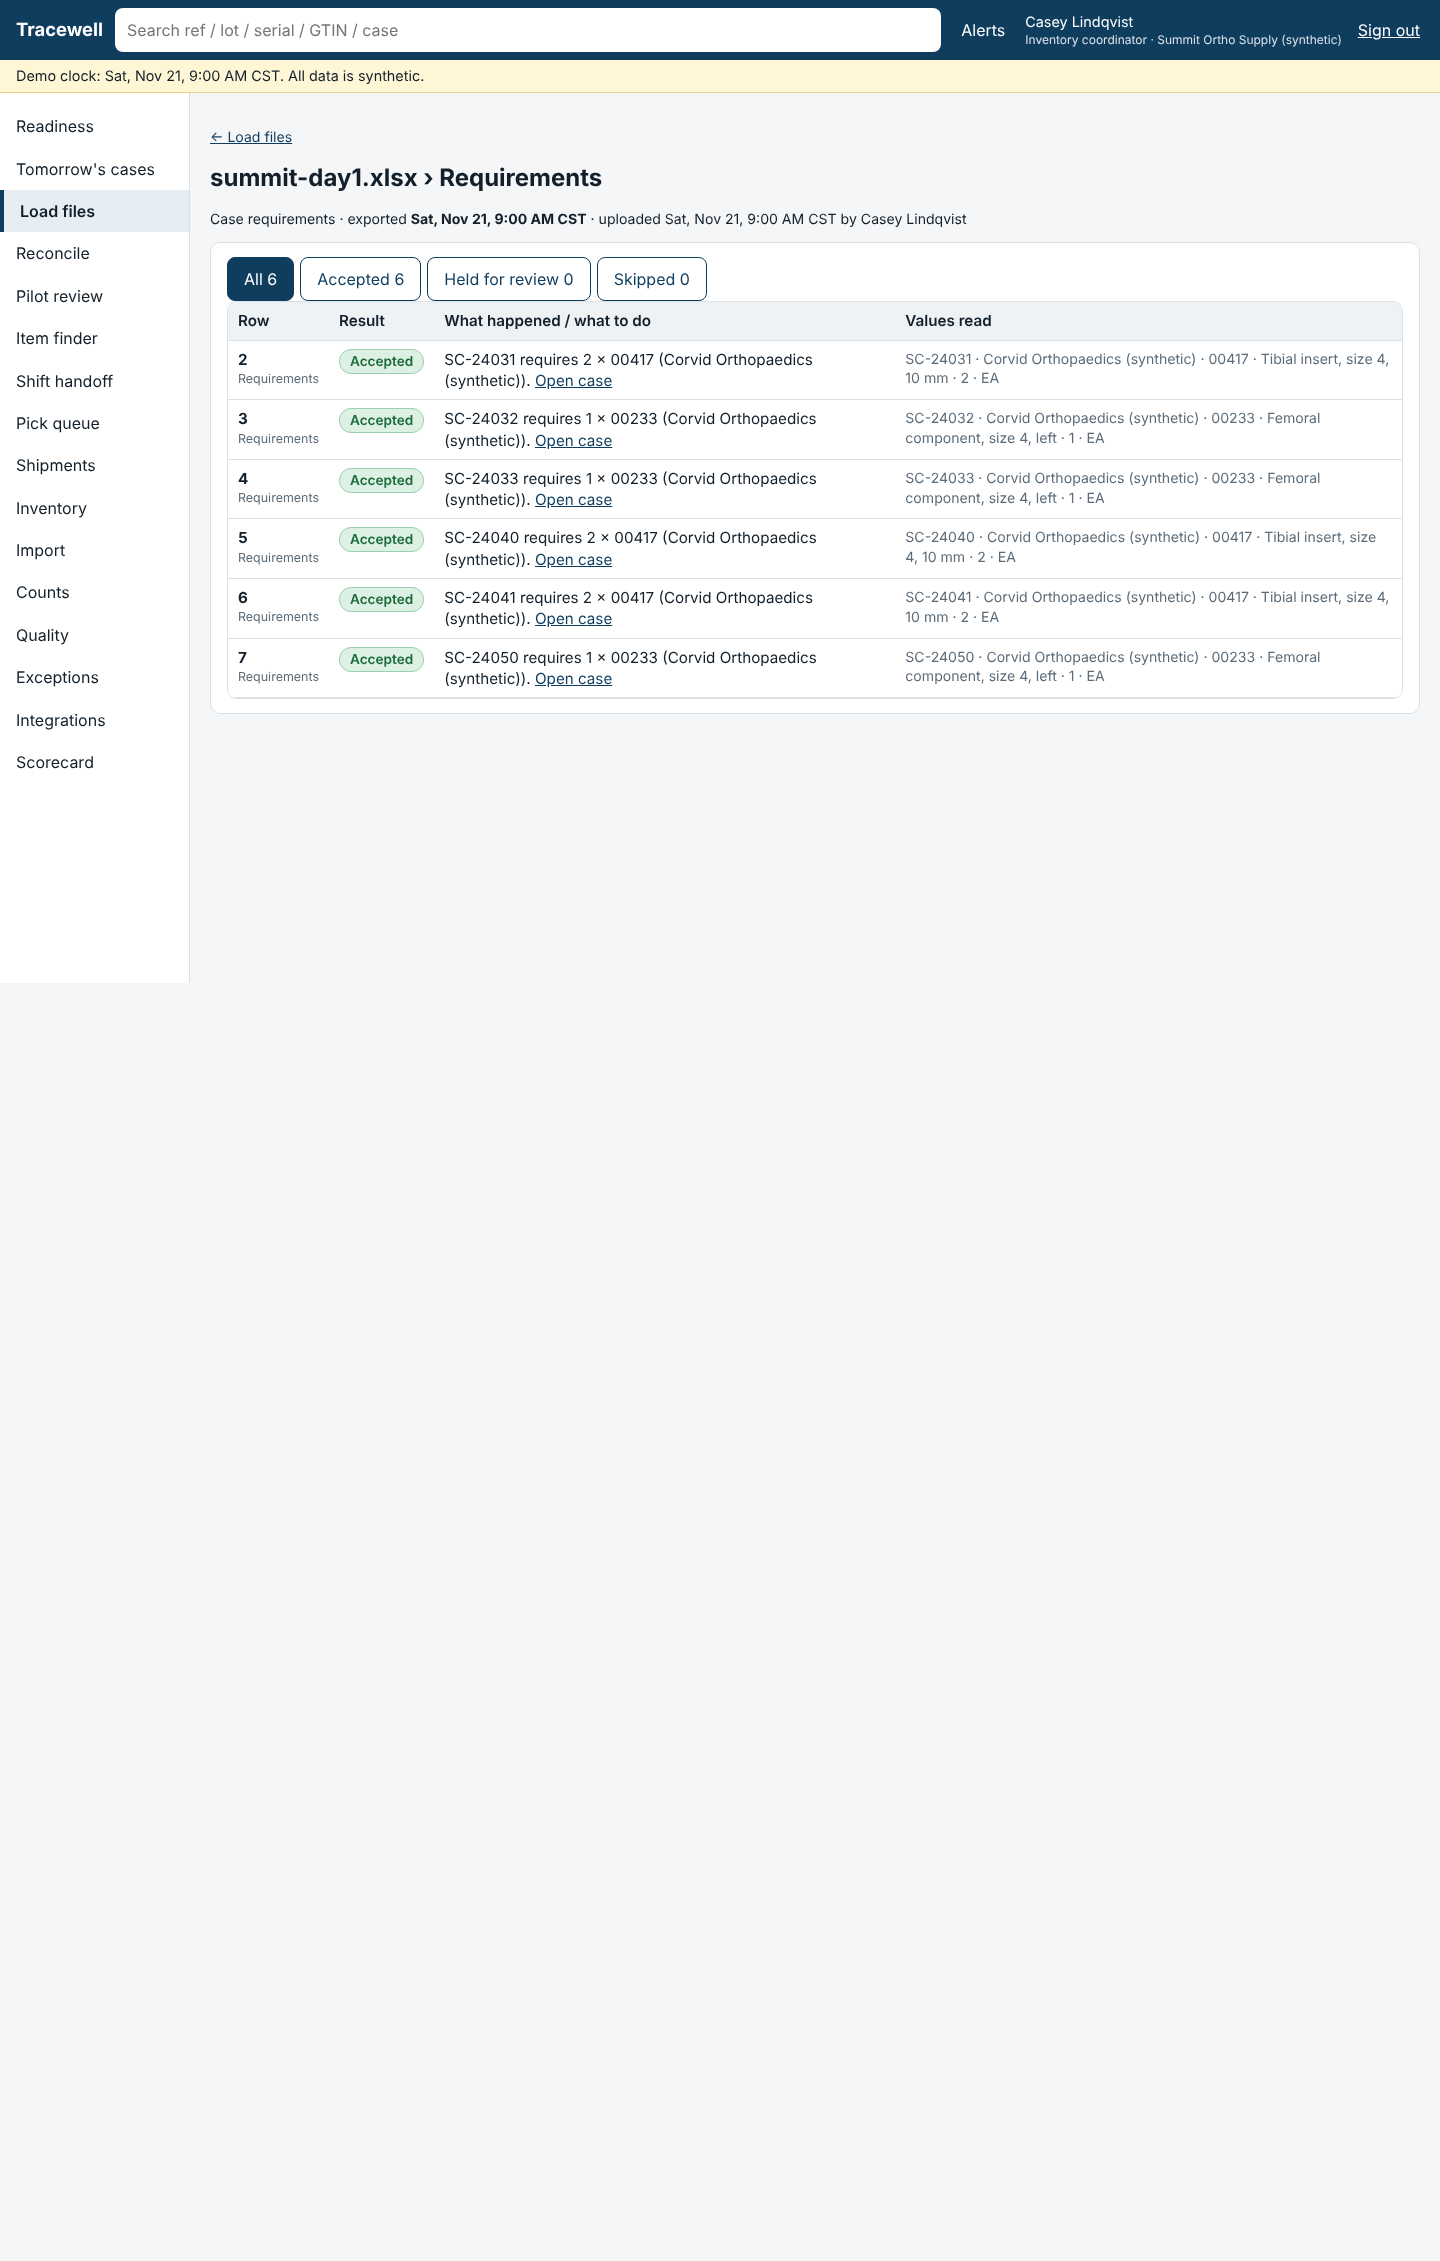 Tracewell
Search ref / lot / serial / GTIN / case
Alerts
Casey Lindqvist
Inventory coordinator · Summit Ortho Supply (synthetic)
Sign out
Demo clock: Sat, Nov 21, 9:00 AM CST. All data is synthetic.
Readiness
Tomorrow's cases
Load files
Reconcile
Pilot review
Item finder
Shift handoff
Pick queue
Shipments
Inventory
Import
Counts
Quality
Exceptions
Integrations
Scorecard
← Load files
summit-day1.xlsx › Requirements
Case requirements · exported Sat, Nov 21, 9:00 AM CST · uploaded Sat, Nov 21, 9:00 AM CST by Casey Lindqvist
All 6
Accepted 6
Held for review 0
Skipped 0
Row
Result
What happened / what to do
Values read
2
Requirements
Accepted
SC-24031 requires 2 × 00417 (Corvid Orthopaedics
(synthetic)). Open case
SC-24031 · Corvid Orthopaedics (synthetic) · 00417 · Tibial insert, size 4,
10 mm · 2 · EA
3
Requirements
Accepted
SC-24032 requires 1 × 00233 (Corvid Orthopaedics
(synthetic)). Open case
SC-24032 · Corvid Orthopaedics (synthetic) · 00233 · Femoral
component, size 4, left · 1 · EA
4
Requirements
Accepted
SC-24033 requires 1 × 00233 (Corvid Orthopaedics
(synthetic)). Open case
SC-24033 · Corvid Orthopaedics (synthetic) · 00233 · Femoral
component, size 4, left · 1 · EA
5
Requirements
Accepted
SC-24040 requires 2 × 00417 (Corvid Orthopaedics
(synthetic)). Open case
SC-24040 · Corvid Orthopaedics (synthetic) · 00417 · Tibial insert, size
4, 10 mm · 2 · EA
6
Requirements
Accepted
SC-24041 requires 2 × 00417 (Corvid Orthopaedics
(synthetic)). Open case
SC-24041 · Corvid Orthopaedics (synthetic) · 00417 · Tibial insert, size 4,
10 mm · 2 · EA
7
Requirements
Accepted
SC-24050 requires 1 × 00233 (Corvid Orthopaedics
(synthetic)). Open case
SC-24050 · Corvid Orthopaedics (synthetic) · 00233 · Femoral
component, size 4, left · 1 · EA